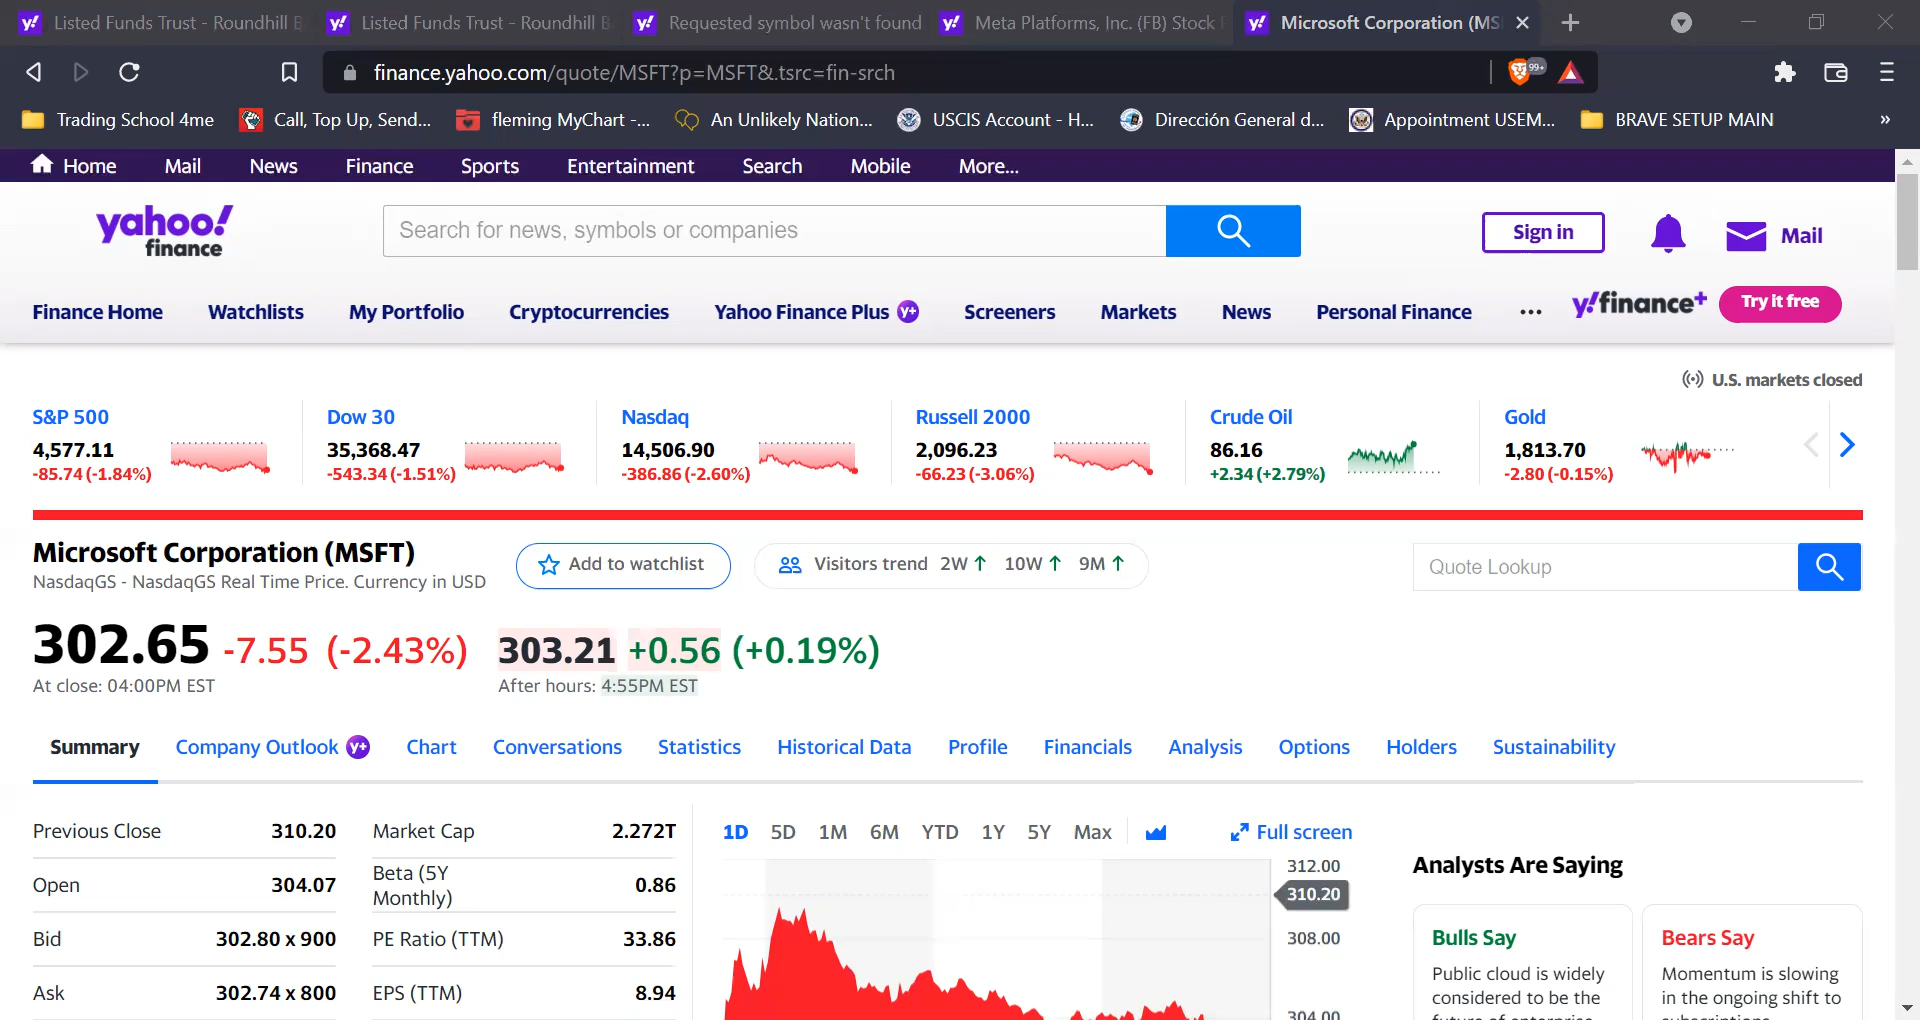 Listed Funds Trust - Roundhill B
Listed Funds Trust - Roundhill B
Requested symbol wasn't found
Meta Platforms, Inc. (FB) Stock
Microsoft Corporation (MS
finance.yahoo.com/quote/MSFT?p=MSFT&.tsrc=fin-srch
99+
Trading School 4me
Call, Top Up, Send...
fleming MyChart -...
An Unlikely Nation...
USCIS Account - H...
Dirección General d...
Appointment USEM...
BRAVE SETUP MAIN
»
Home Mail News Finance Sports Entertainment Search Mobile More...
yahoo!
finance
Search for news, symbols or companies
Sign in
Mail
Finance Home Watchlists My Portfolio Cryptocurrencies Yahoo Finance Plus y+ Screeners Markets News Personal Finance ...
y!finance+
Try it free
U.S. markets closed
S&P 500
4,577.11
-85.74 (-1.84%)
Dow 30
35,368.47
-543.34 (-1.51%)
Nasdaq
14,506.90
-386.86 (-2.60%)
Russell 2000
2,096.23
-66.23 (-3.06%)
Crude Oil
86.16
+2.34 (+2.79%)
Gold
1,813.70
-2.80 (-0.15%)
Microsoft Corporation (MSFT)
NasdaqGS - NasdaqGS Real Time Price. Currency in USD
Add to watchlist
Visitors trend 2W ↑ 10W ↑ 9M ↑
Quote Lookup
302.65 -7.55 (-2.43%)
At close: 04:00PM EST
303.21 +0.56 (+0.19%)
After hours: 4:55PM EST
Summary Company Outlook y+ Chart Conversations Statistics Historical Data Profile Financials Analysis Options Holders Sustainability
Previous Close 310.20
Open 304.07
Bid 302.80 x 900
Ask 302.74 x 800
Market Cap 2.272T
Beta (5Y
Monthly) 0.86
PE Ratio (TTM) 33.86
EPS (TTM) 8.94
1D 5D 1M 6M YTD 1Y 5Y Max
Full screen
312.00
310.20
308.00
304.00
Analysts Are Saying
Bulls Say
Public cloud is widely
considered to be the
future of enterprise
Bears Say
Momentum is slowing
in the ongoing shift to
subscriptions